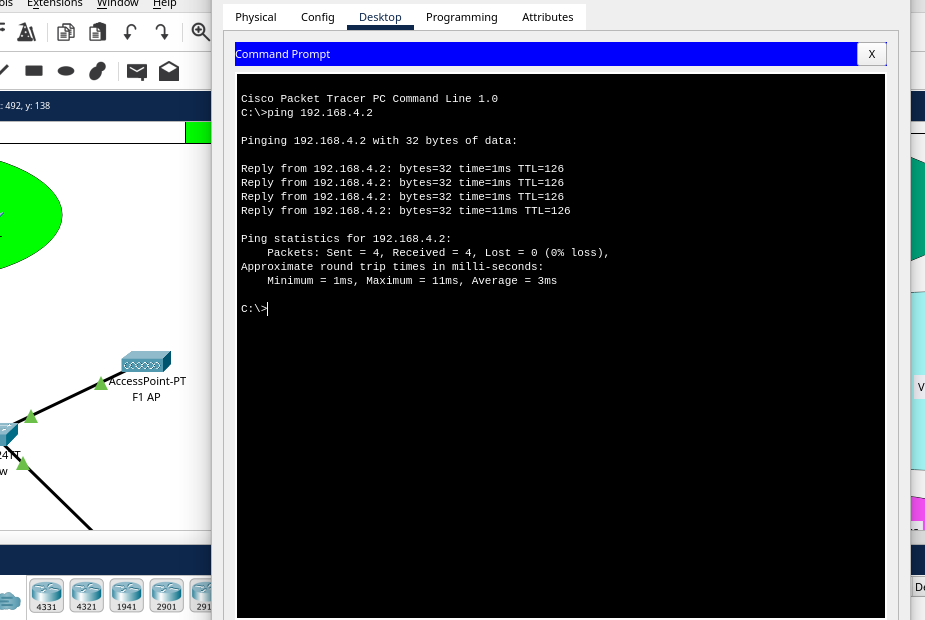 Extensions Window Help
Physical Config Desktop Programming Attributes
Command Prompt
X
: 492, y: 138
Cisco Packet Tracer PC Command Line 1.0
C:\>ping 192.168.4.2
Pinging 192.168.4.2 with 32 bytes of data:
Reply from 192.168.4.2: bytes=32 time=1ms TTL=126
Reply from 192.168.4.2: bytes=32 time=1ms TTL=126
Reply from 192.168.4.2: bytes=32 time=1ms TTL=126
Reply from 192.168.4.2: bytes=32 time=11ms TTL=126
Ping statistics for 192.168.4.2:
Packets: Sent = 4, Received = 4, Lost = 0 (0% loss),
Approximate round trip times in milli-seconds:
Minimum = 1ms, Maximum = 11ms, Average = 3ms
C:\>
AccessPoint-PT
F1 AP
24TT
w
V
4331 4321 1941 2901 291
De